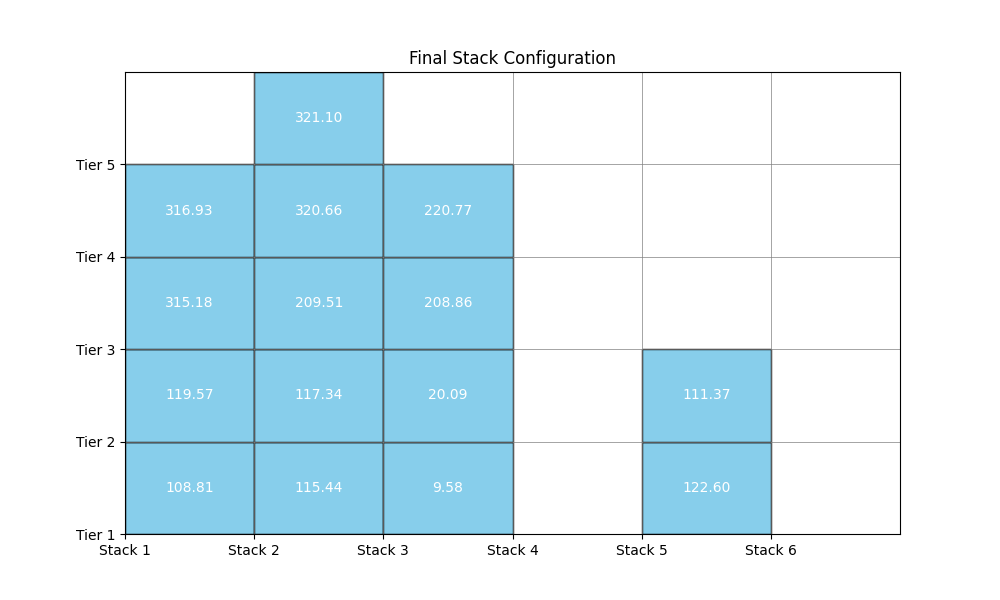 Final Stack Configuration
321.10
Tier 5
316.93 320.66 220.77
Tier 4
315.18 209.51 208.86
Tier 3
119.57 117.34 20.09 111.37
Tier 2
108.81 115.44 9.58 122.60
Tier 1
Stack 1 Stack 2 Stack 3 Stack 4 Stack 5 Stack 6